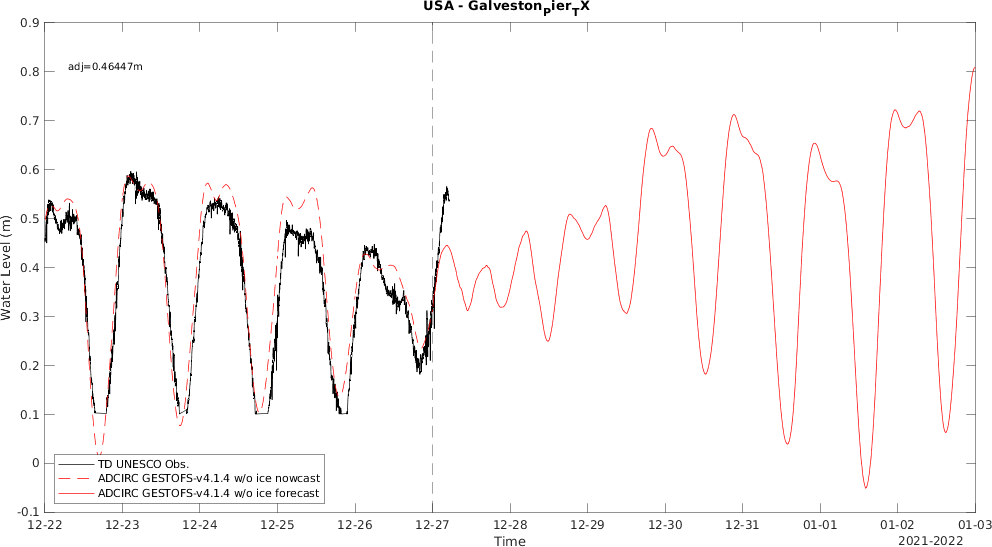 USA - Galveston_Pier_TX
0.9
0.8
0.7
0.6
0.5
0.4
0.3
0.2
0.1
0
-0.1
Water Level (m)
adj=0.46447m
TD UNESCO Obs.
ADCIRC GESTOFS-v4.1.4 w/o ice nowcast
ADCIRC GESTOFS-v4.1.4 w/o ice forecast
12-22 12-23 12-24 12-25 12-26 12-27 12-28 12-29 12-30 12-31 01-01 01-02 01-03
Time
2021-2022